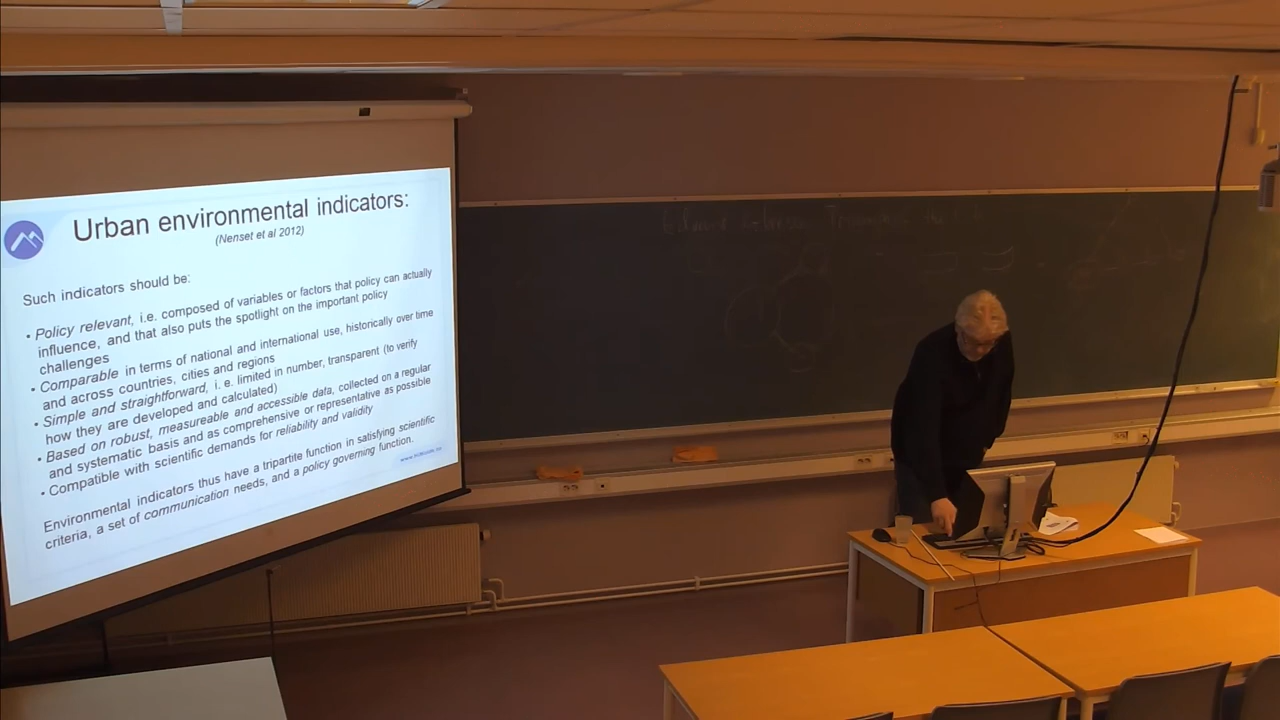 Urban environmental indicators:
(Nenset et al 2012)
Such indicators should be:
• Policy relevant, i.e. composed of variables or factors that policy can actually
influence, and that also puts the spotlight on the important policy
challenges
• Comparable in terms of national and international use, historically over time
and across countries, cities and regions
• Simple and straightforward, i. e. limited in number, transparent (to verify
how they are developed and calculated)
• Based on robust, measureable and accessible data, collected on a regular
and systematic basis and as comprehensive or representative as possible
• Compatible with scientific demands for reliability and validity
Environmental indicators thus have a tripartite function in satisfying scientific
criteria, a set of communication needs, and a policy governing function.